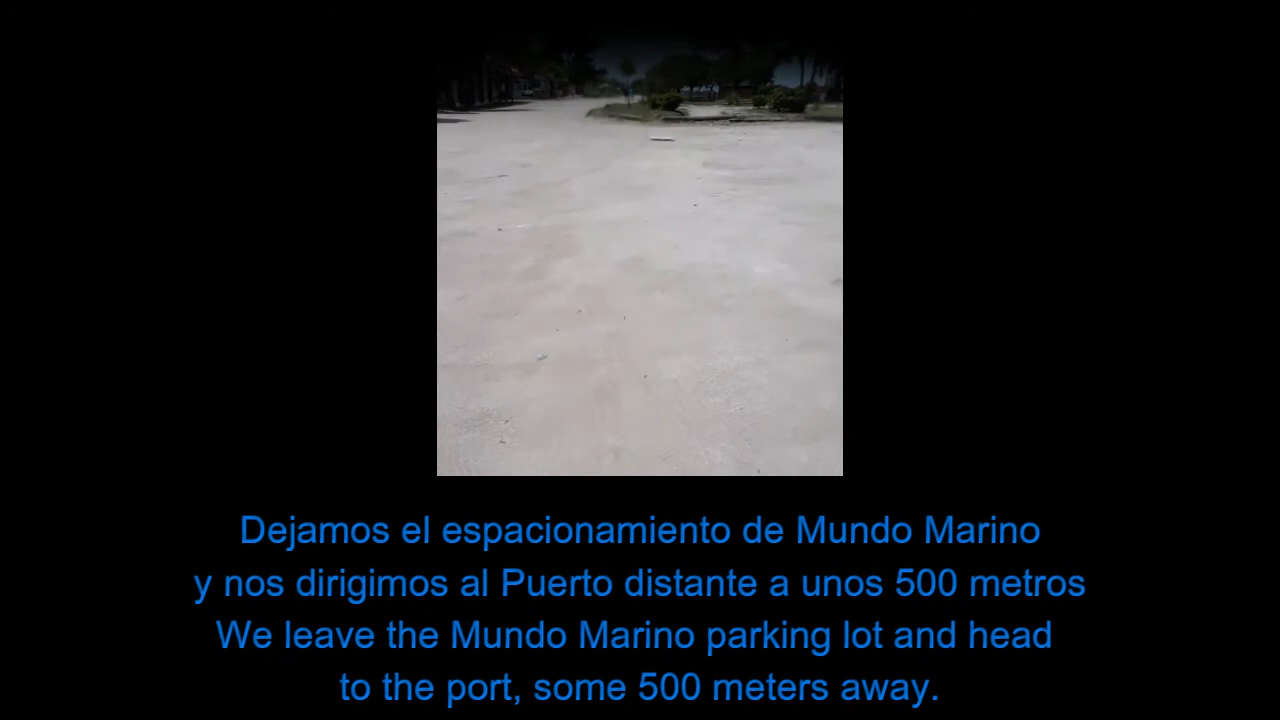 Dejamos el espacionamiento de Mundo Marino
y nos dirigimos al Puerto distante a unos 500 metros
We leave the Mundo Marino parking lot and head
to the port, some 500 meters away.